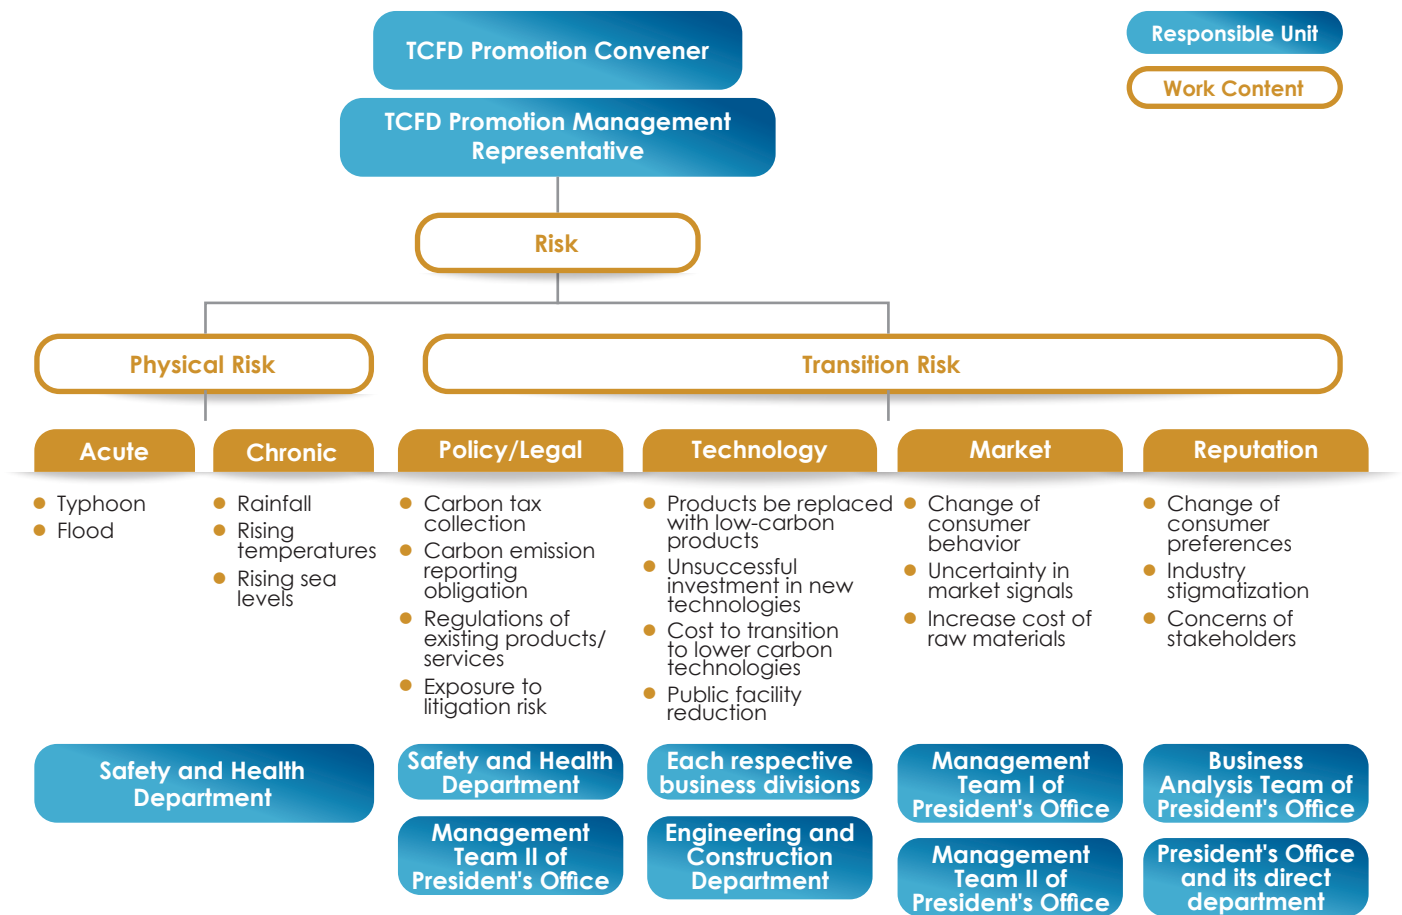 TCFD Promotion Convener
Responsible Unit
Work Content
TCFD Promotion Management
Representative
Risk
Physical Risk
Transition Risk
Acute
Chronic
Policy/Legal
Technology
Market
Reputation
Typhoon
Flood
Rainfall
Rising
temperatures
Rising sea
levels
Carbon tax
collection
Carbon emission
reporting
obligation
Regulations of
existing products/
services
Exposure to
litigation risk
Products be replaced
with low-carbon
products
Unsuccessful
investment in new
technologies
Cost to transition
to lower carbon
technologies
Public facility
reduction
Change of
consumer
behavior
Uncertainty in
market signals
Increase cost of
raw materials
Change of
consumer
preferences
Industry
stigmatization
Concerns of
stakeholders
Safety and Health
Department
Safety and Health
Department
Management
Team II of
President's Office
Each respective
business divisions
Engineering and
Construction
Department
Management
Team I of
President's Office
Management
Team II of
President's Office
Business
Analysis Team of
President's Office
President's Office
and its direct
department